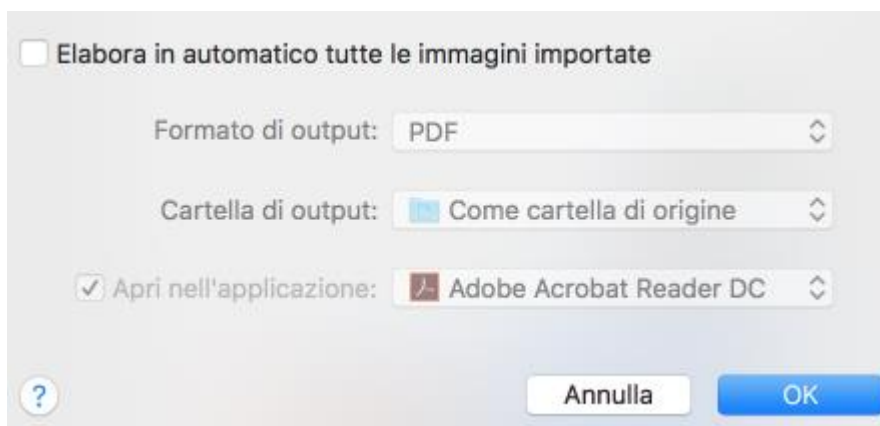 Elabora in automatico tutte le immagini importate
Formato di output: PDF
Cartella di output: Come cartella di origine
Apri nell'applicazione: Adobe Acrobat Reader DC
? Annulla OK